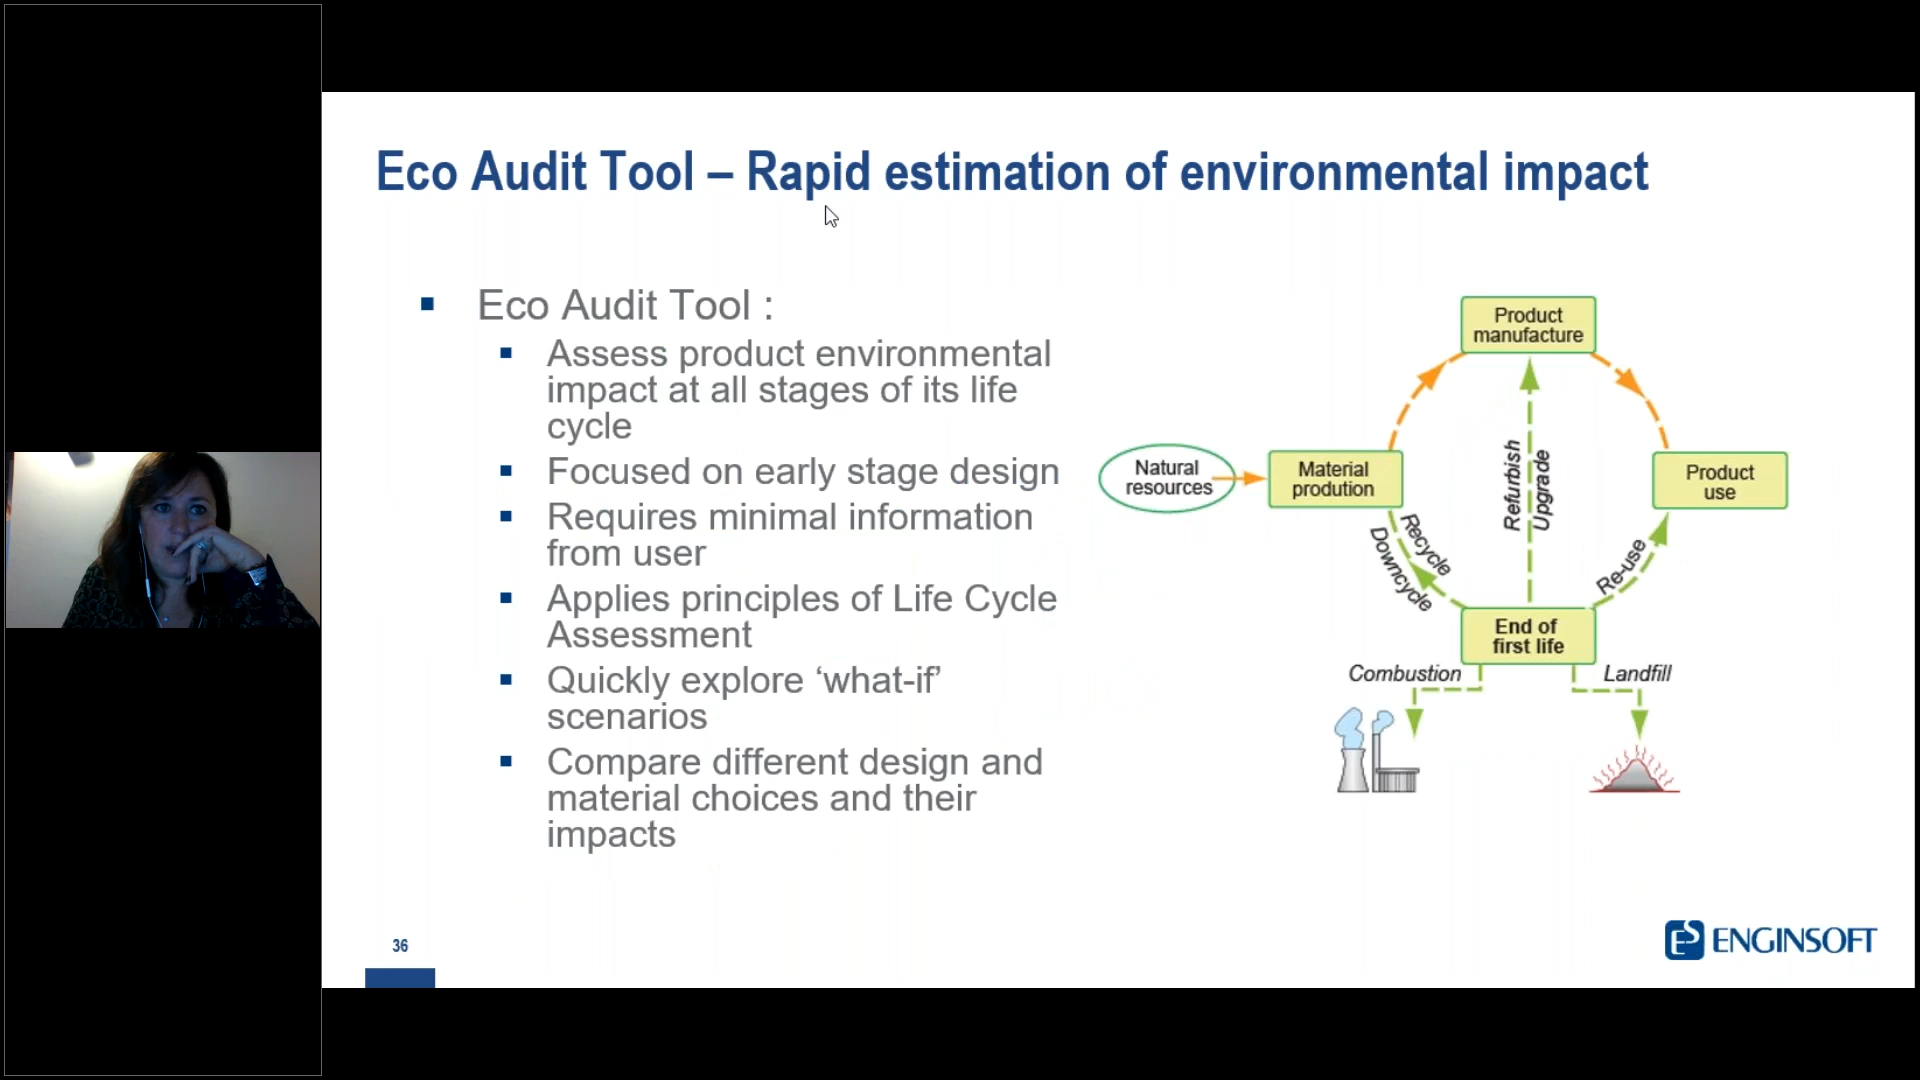 Eco Audit Tool – Rapid estimation of environmental impact
Eco Audit Tool :
Assess product environmental
impact at all stages of its life
cycle
Focused on early stage design
Requires minimal information
from user
Applies principles of Life Cycle
Assessment
Quickly explore ‘what-if’
scenarios
Compare different design and
material choices and their
impacts
Product
manufacture
Natural
resources
Material
prodution
Product
use
Refurbish
Upgrade
Recycle
Downcycle
Re-use
End of
first life
Combustion
Landfill
36
ES ENGINSOFT